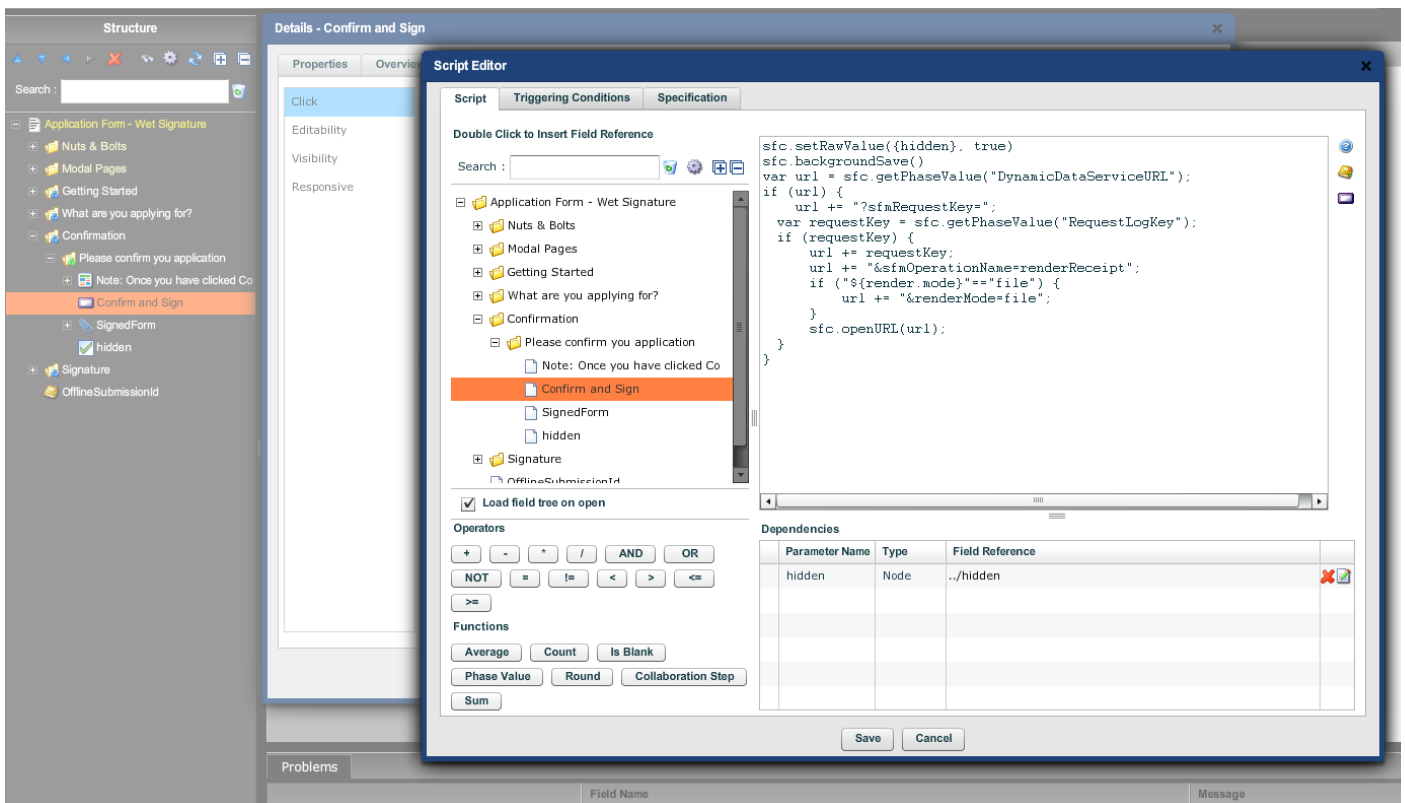 Structure
Search :
Application Form - Wet Signature
Nuts & Bolts
Modal Pages
Getting Started
What are you applying for?
Confirmation
Please confirm you application
Note: Once you have clicked Co
Confirm and Sign
SignedForm
hidden
Signature
OfflineSubmissionId
Details - Confirm and Sign
Properties
Overvie
Click
Editability
Visibility
Responsive
Script Editor
Script
Triggering Conditions
Specification
Double Click to Insert Field Reference
Search :
Application Form - Wet Signature
Nuts & Bolts
Modal Pages
Getting Started
What are you applying for?
Confirmation
Please confirm you application
Note: Once you have clicked Co
Confirm and Sign
SignedForm
hidden
Signature
OfflineSubmissionId
Load field tree on open
Operators
+ - * / AND OR
NOT = != < > <=
>=
Functions
Average Count Is Blank
Phase Value Round Collaboration Step
Sum
sfc.setRawValue({hidden}, true)
sfc.backgroundSave()
var url = sfc.getPhaseValue("DynamicDataServiceURL");
if (url) {
url += "?sfmRequestKey=";
var requestKey = sfc.getPhaseValue("RequestLogKey");
if (requestKey) {
url += requestKey;
url += "&sfmOperationName=renderReceipt";
if ("${render.mode}"=="file") {
url += "&renderMode=file";
}
sfc.openURL(url);
}
}
Dependencies
Parameter Name Type Field Reference
hidden Node ../hidden
Save Cancel
Problems
Field Name Message